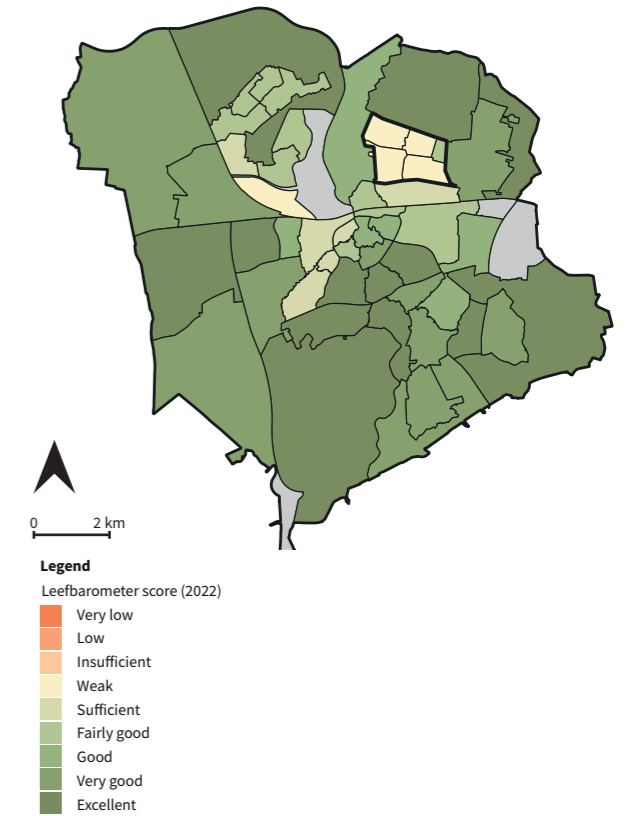 0 2 km
Legend
Leefbarometer score (2022)
Very low
Low
Insufficient
Weak
Sufficient
Fairly good
Good
Very good
Excellent